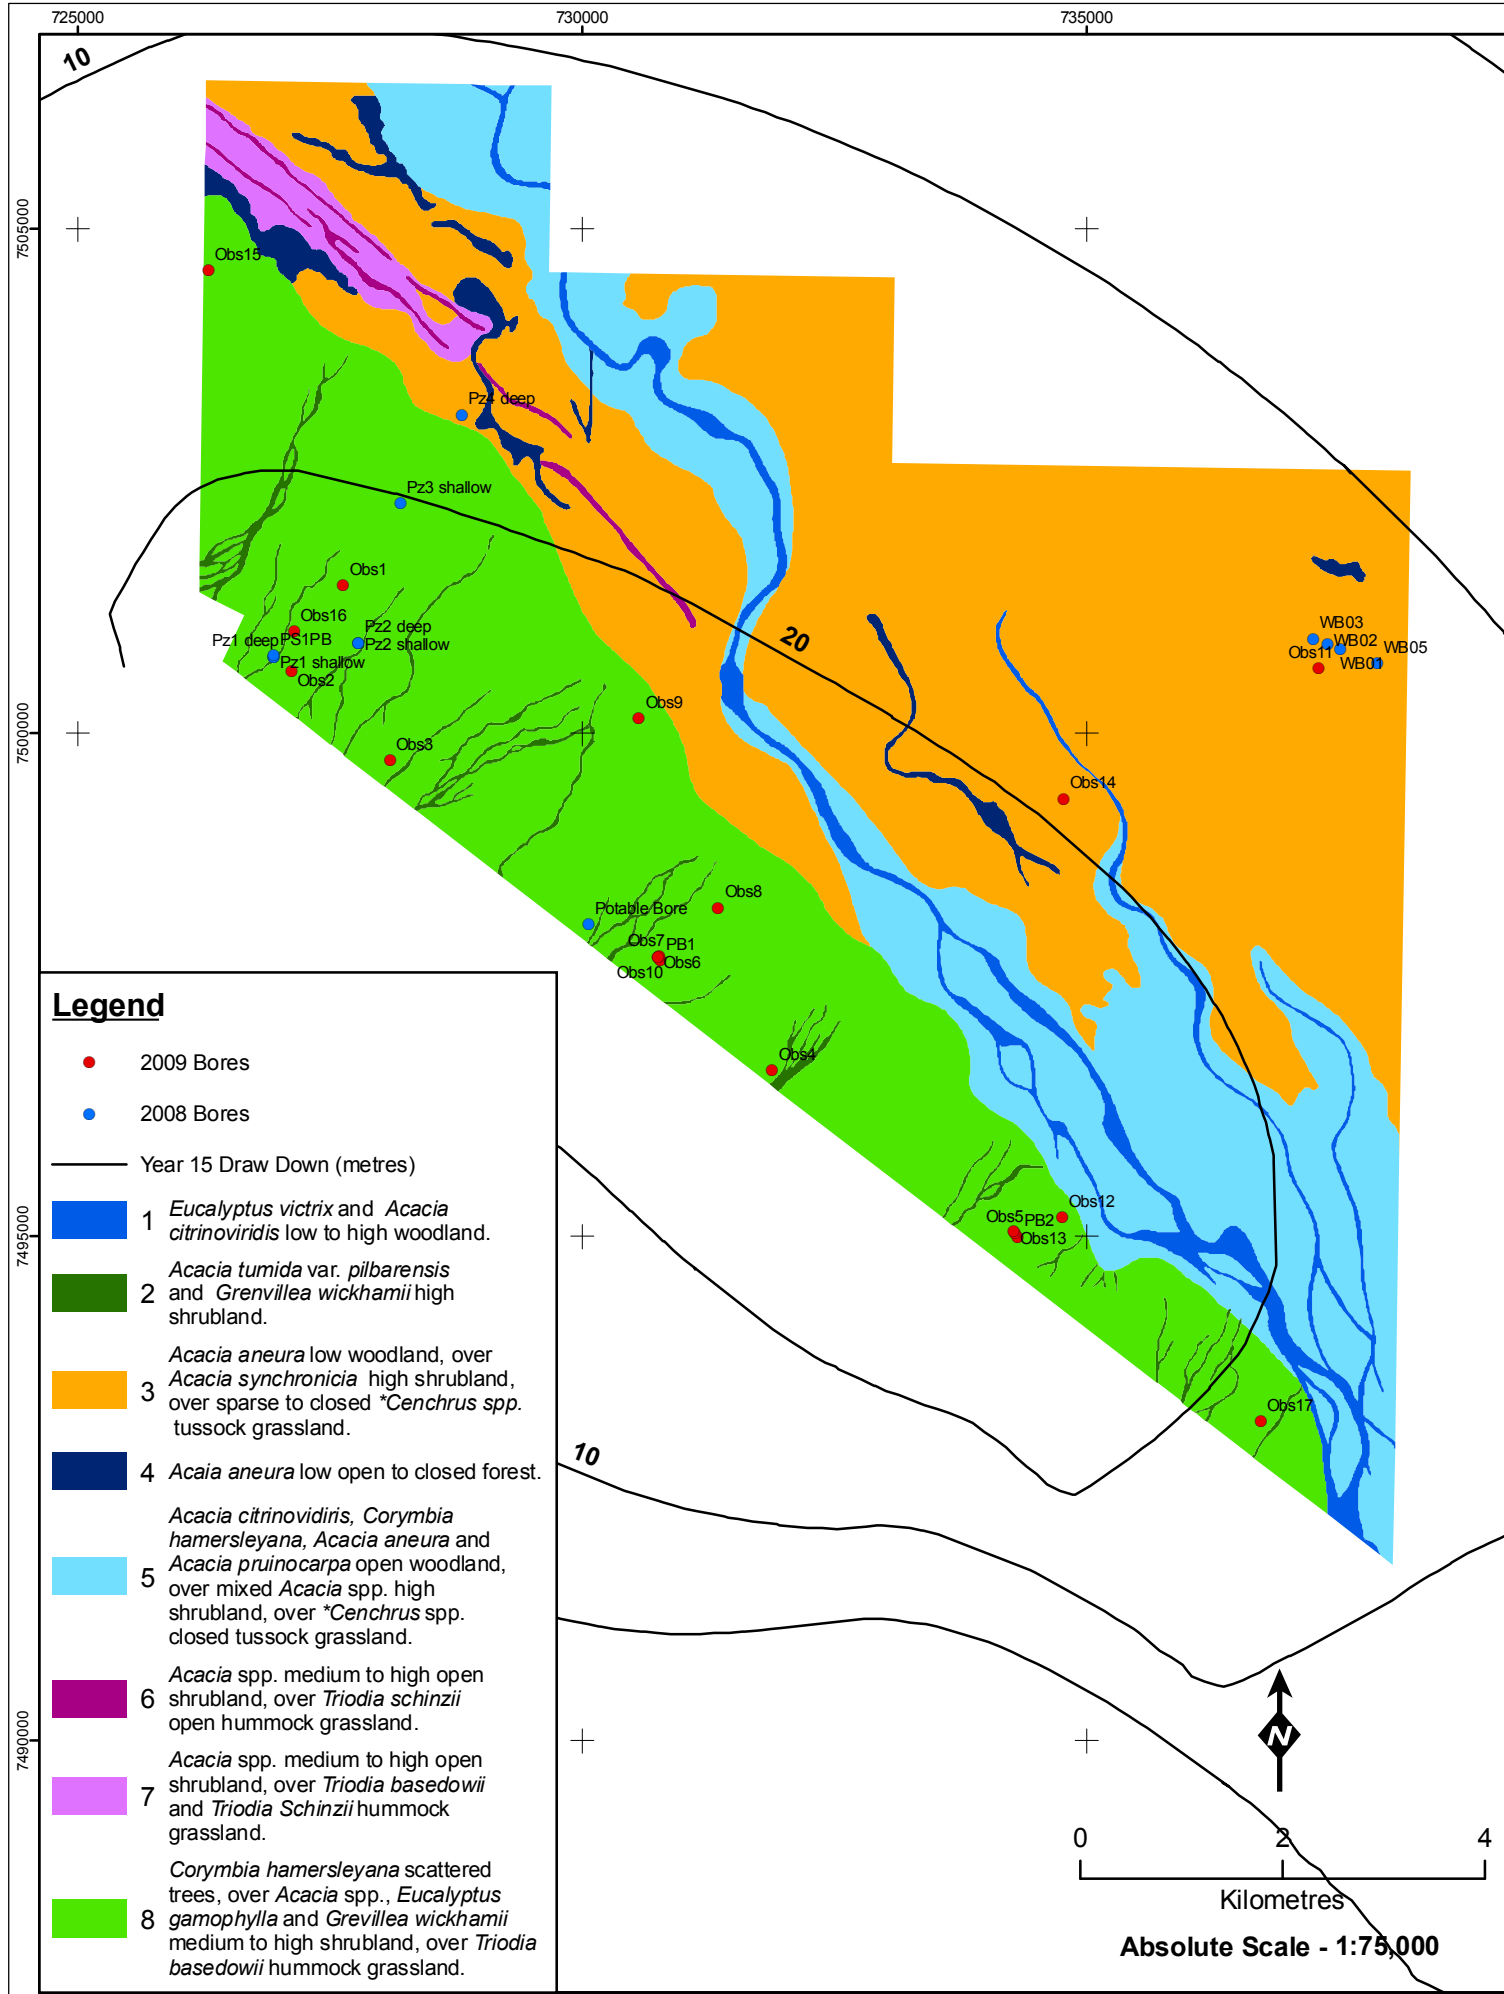 725000
730000
735000
10
7505000
Obs15
Pz4 deep
Pz3 shallow
Obs1
Obs16
Pz2 deep
Pz1 deep
PS1PB
Pz2 shallow
Pz1 shallow
Obs2
20
WB03
WB02
WB05
Obs11
WB01
Obs9
7500000
Obs3
Obs14
Obs8
Potable Bore
Obs7
PB1
Obs6
Obs10
Obs4
Obs12
Obs5
PB2
Obs13
7495000
Obs17
10
7490000
Legend
2009 Bores
2008 Bores
Year 15 Draw Down (metres)
1 Eucalyptus victrix and Acacia
citrinoviridis low to high woodland.
2 Acacia tumida var. pilbarensis
and Grenvillea wickhamii high
shrubland.
3 Acacia aneura low woodland, over
Acacia synchronicia high shrubland,
over sparse to closed *Cenchrus spp.
tussock grassland.
4 Acaia aneura low open to closed forest.
5 Acacia citrinovidiris, Corymbia
hamersleyana, Acacia aneura and
Acacia pruinocarpa open woodland,
over mixed Acacia spp. high
shrubland, over *Cenchrus spp.
closed tussock grassland.
6 Acacia spp. medium to high open
shrubland, over Triodia schinzii
open hummock grassland.
7 Acacia spp. medium to high open
shrubland, over Triodia basedowii
and Triodia Schinzii hummock
grassland.
8 Corymbia hamersleyana scattered
trees, over Acacia spp., Eucalyptus
gamophylla and Grevillea wickhamii
medium to high shrubland, over Triodia
basedowii hummock grassland.
N
0 2 4
Kilometres
Absolute Scale - 1:75,000